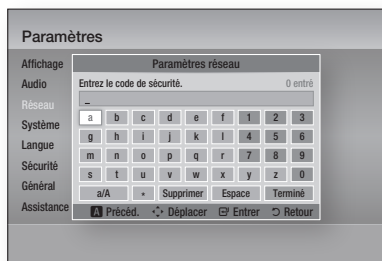 Paramètres
Affichage
Audio
Réseau
Système
Langue
Sécurité
Général
Assistance
Paramètres réseau
Entrez le code de sécurité. 0 entré
_
a b c d e f 1 2 3
g h i j k l 4 5 6
m n o p q r 7 8 9
s t u v w x y z 0
a/A * Supprimer Espace Terminé
A Précéd. Déplacer Entrer Retour